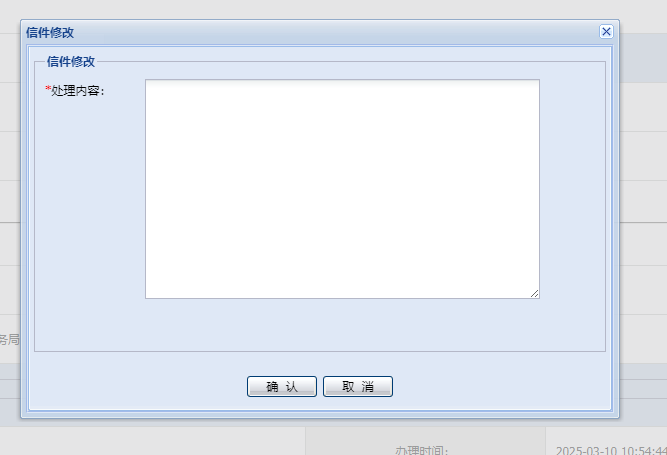 信件修改
信件修改
*处理内容:
务局
确 认 取 消
办理时间: 2025-03-10 10:54:44